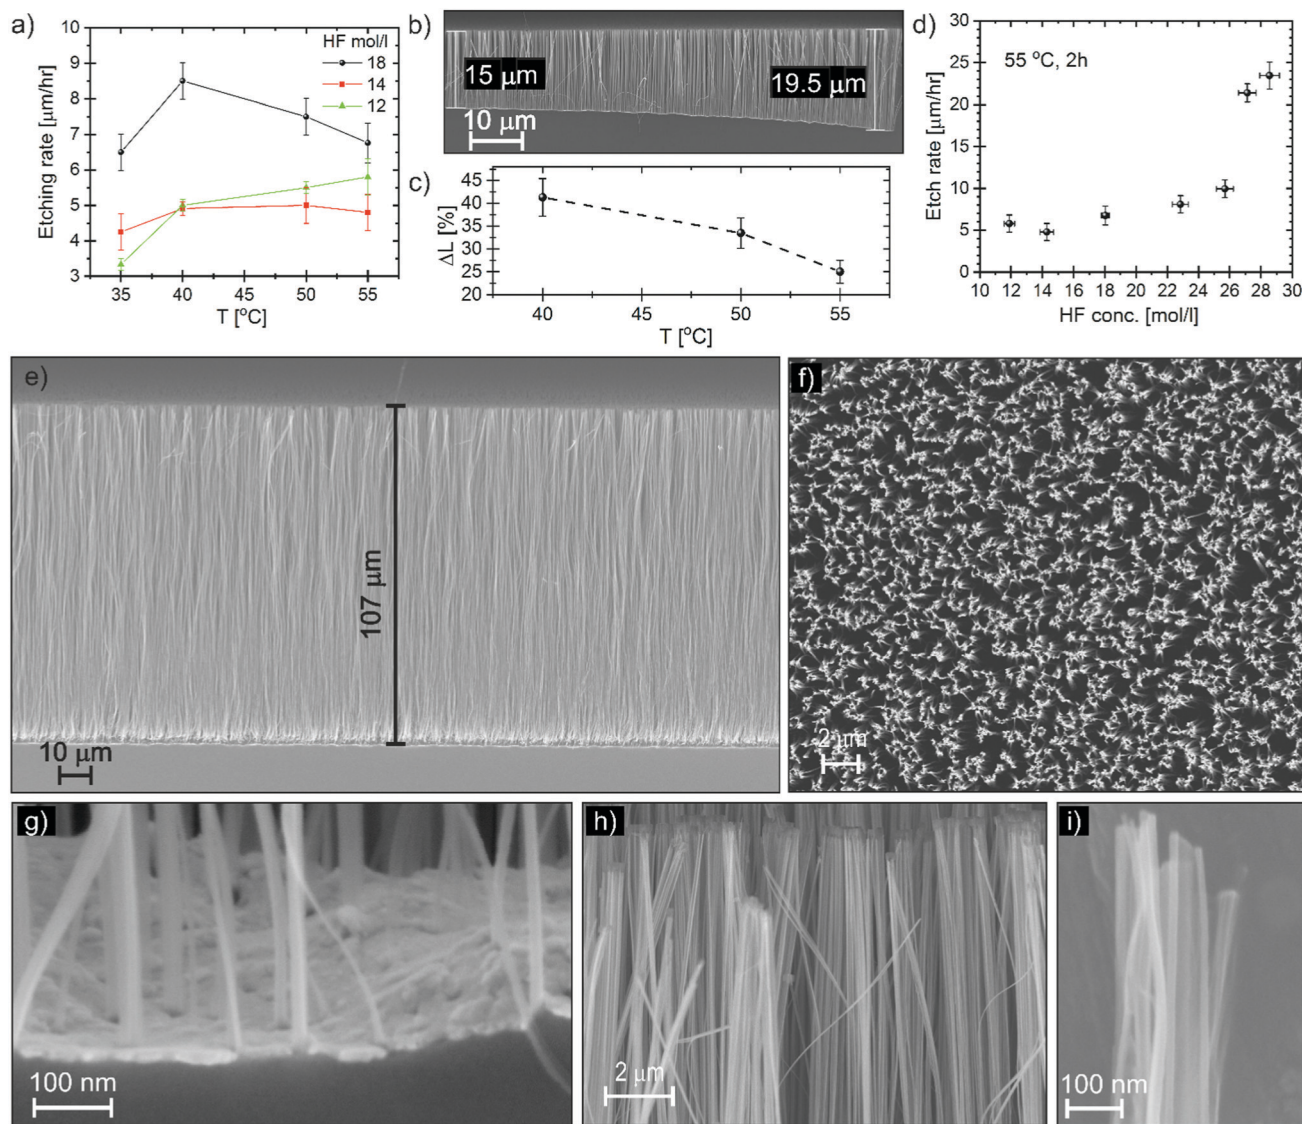 a)
10
9
8
7
6
5
4
3
Etching rate [µm/hr]
HF mol/l
18
14
12
35
40
45
50
55
T [°C]
b)
15 µm
19.5 µm
10 µm
c)
45
40
35
30
25
20
ΔL [%]
40
45
50
55
T [°C]
d)
30
25
20
15
10
5
0
Etch rate [µm/hr]
55 °C, 2h
10 12 14 16 18 20 22 24 26 28 30
HF conc. [mol/l]
e)
107 µm
10 µm
f)
2 µm
g)
100 nm
h)
2 µm
i)
100 nm